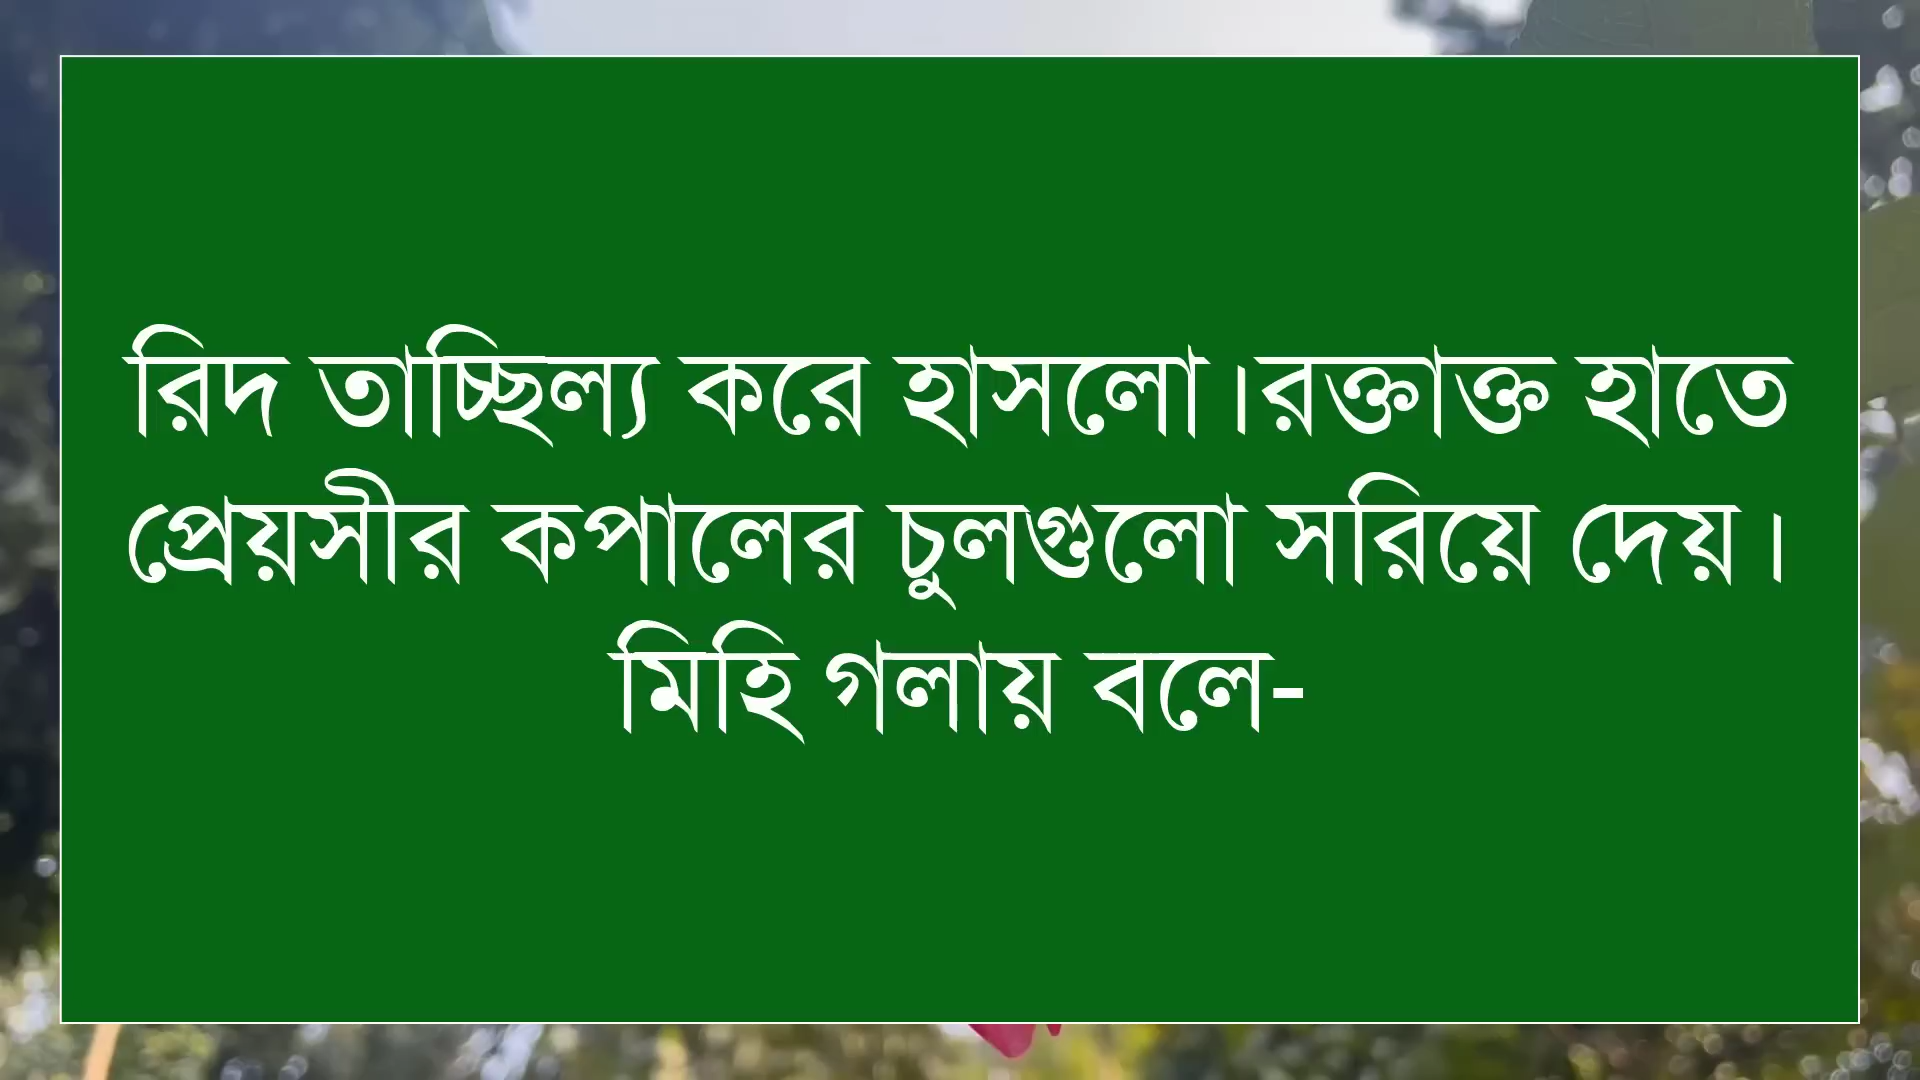 রিদ তাচ্ছিল্য করে হাসলো।রক্তাক্ত হাতে
প্রেয়সীর কপালের চুলগুলো সরিয়ে দেয়।
মিহি গলায় বলে-